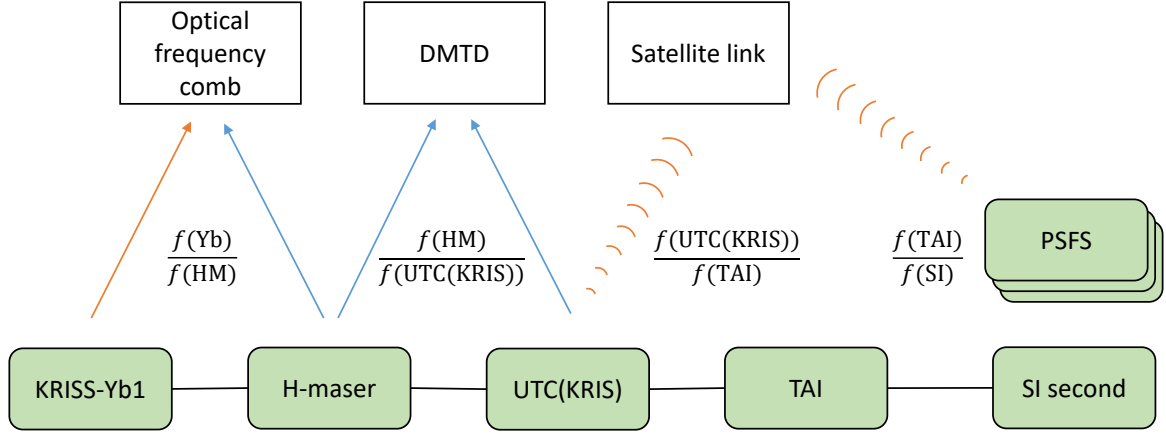 Optical
frequency
comb
DMTD
Satellite link
f(Yb)
f(HM)
f(HM)
f(UTC(KRIS))
f(UTC(KRIS))
f(TAI)
f(TAI)
f(SI)
PSFS
KRISS-Yb1
H-maser
UTC(KRIS)
TAI
SI second